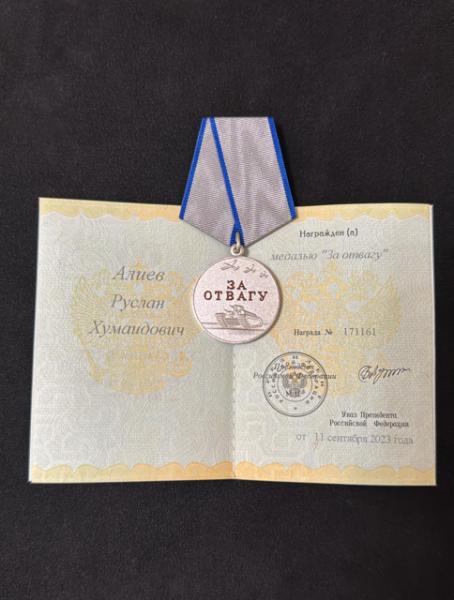 Алиев
Руслан
Хумаидович
ЗА
ОТВАГУ
Награжден (а)
медалью "За отвагу"
Награда № 171161
Президент
Российской Федерации
Указ Президента
Российской Федерации
от 11 сентября 2023 года